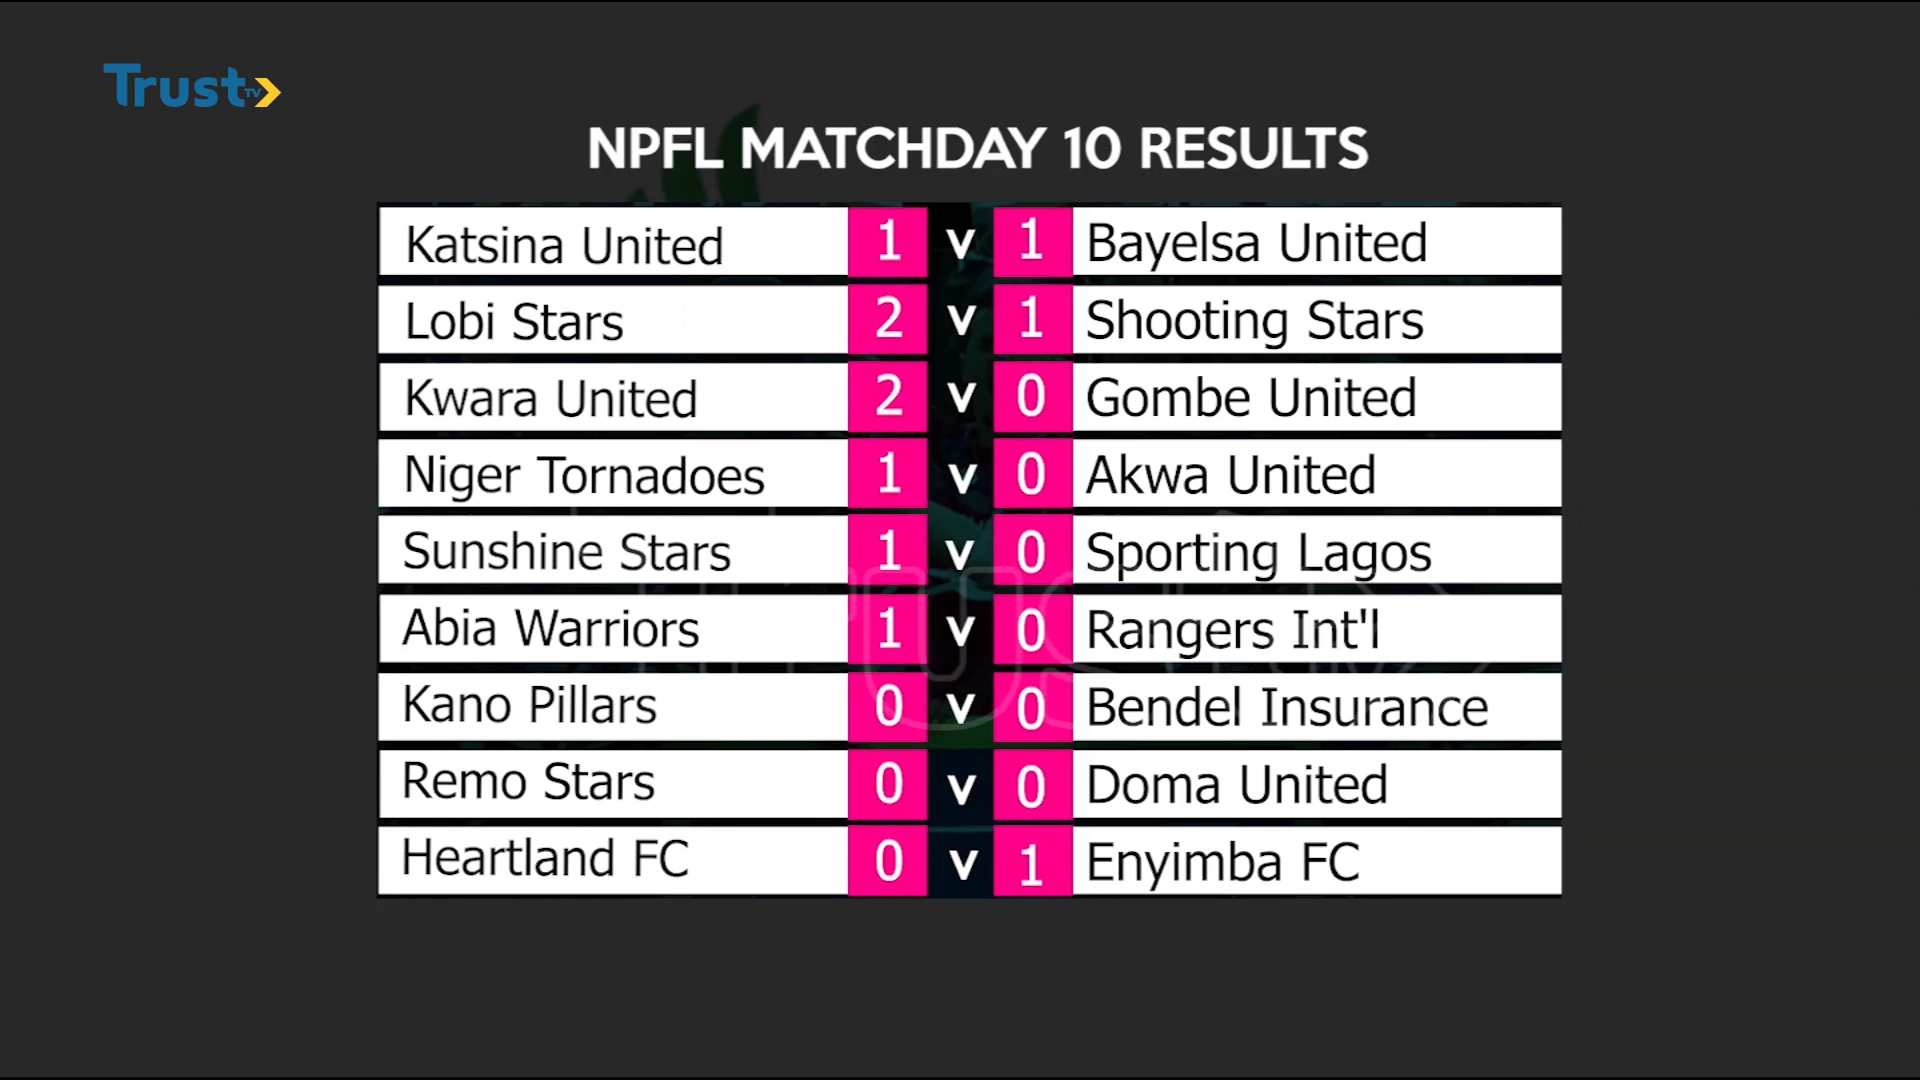 Trust TV
NPFL MATCHDAY 10 RESULTS
Katsina United 1 v 1 Bayelsa United
Lobi Stars 2 v 1 Shooting Stars
Kwara United 2 v 0 Gombe United
Niger Tornadoes 1 v 0 Akwa United
Sunshine Stars 1 v 0 Sporting Lagos
Abia Warriors 1 v 0 Rangers Int'l
Kano Pillars 0 v 0 Bendel Insurance
Remo Stars 0 v 0 Doma United
Heartland FC 0 v 1 Enyimba FC